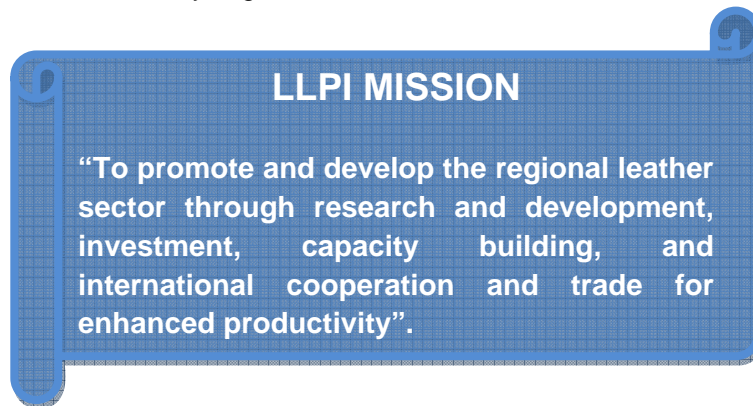 LLPI MISSION
“To promote and develop the regional leather
sector through research and development,
investment, capacity building, and
international cooperation and trade for
enhanced productivity”.